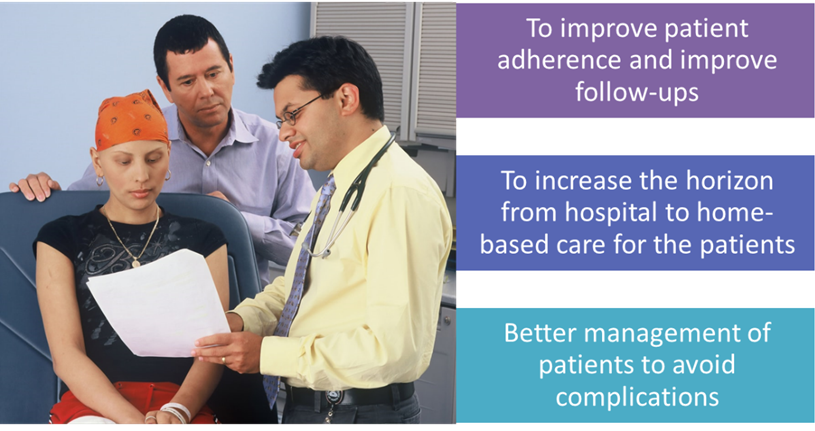 To improve patient
adherence and improve
follow-ups
To increase the horizon
from hospital to home-
based care for the patients
Better management of
patients to avoid
complications